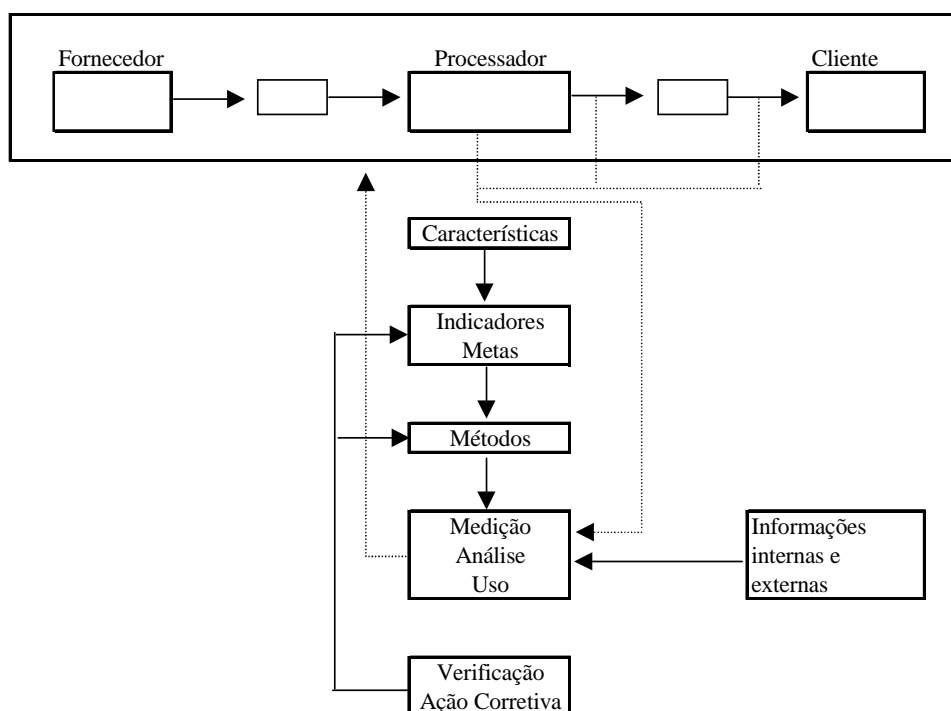 Fornecedor
Processador
Cliente
Características
Indicadores
Metas
Métodos
Medição
Análise
Uso
Informações
internas e
externas
Verificação
Ação Corretiva